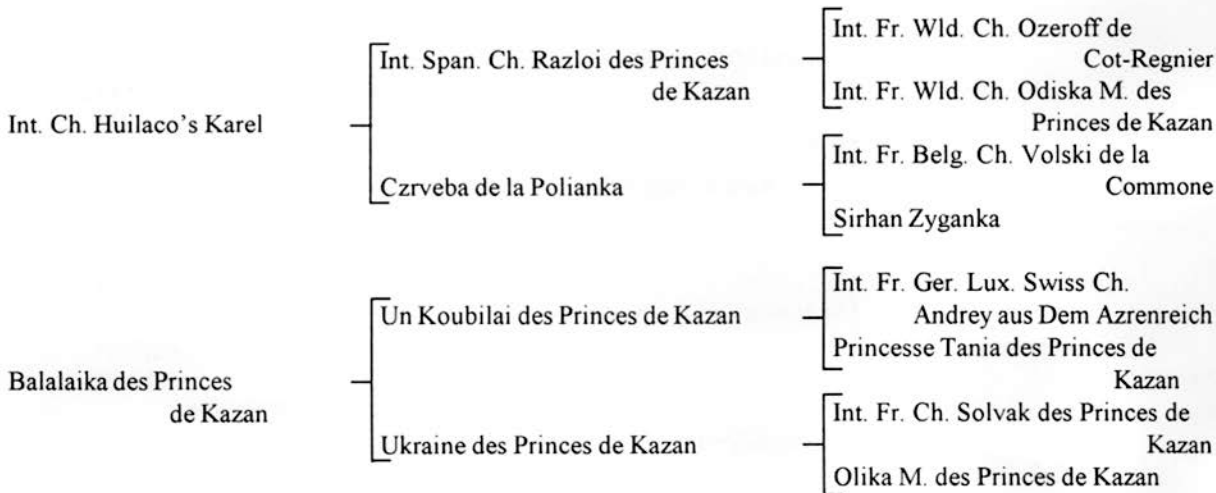 Int. Ch. Huilaco's Karel
Int. Span. Ch. Razloi des Princes
de Kazan
Int. Fr. Wld. Ch. Ozeroff de
Cot-Regnier
Int. Fr. Wld. Ch. Odiska M. des
Princes de Kazan
Czrveba de la Polianka
Int. Fr. Belg. Ch. Volski de la
Commone
Sirhan Zyganka
Balalaika des Princes
de Kazan
Un Koubilai des Princes de Kazan
Int. Fr. Ger. Lux. Swiss Ch.
Andrey aus Dem Azrenreich
Princesse Tania des Princes de
Kazan
Ukraine des Princes de Kazan
Int. Fr. Ch. Solvak des Princes de
Kazan
Olika M. des Princes de Kazan